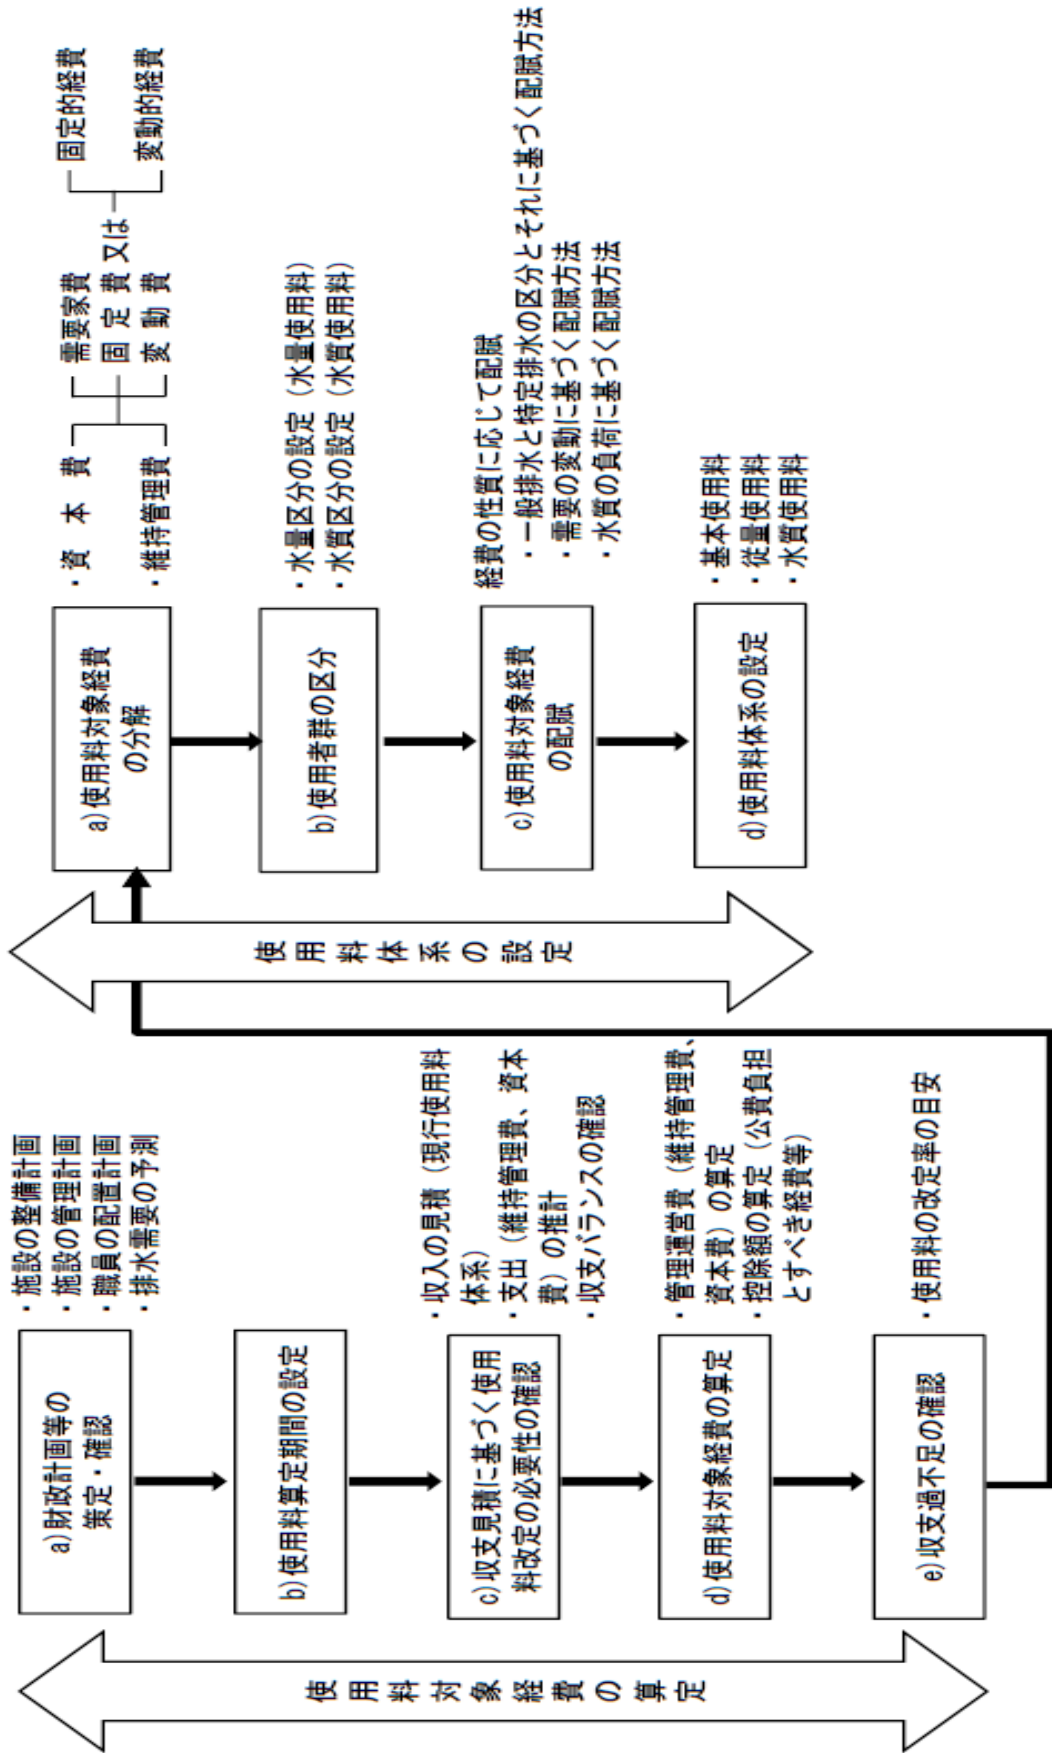 使用料対象経費の算定
a)財政計画等の
策定・確認
・施設の整備計画
・施設の管理計画
・職員の配置計画
・排水需要の予測
b)使用料算定期間の設定
c)収支見積に基づく使用
料改定の必要性の確認
・収入の見積（現行使用料
体系）
・支出（維持管理費、資本
費）の推計
・収支バランスの確認
d)使用料対象経費の算定
・管理運営費（維持管理費、
資本費）の算定
・控除額の算定（公費負担
とすべき経費等）
e)収支過不足の確認
・使用料の改定率の目安
使用料体系の設定
a)使用料対象経費
の分解
・資本費
・維持管理費
需要家費
固定費
変動費
又は
固定的経費
変動的経費
b)使用者群の区分
・水量区分の設定（水量使用料）
・水質区分の設定（水質使用料）
c)使用料対象経費
の配賦
経費の性質に応じて配賦
・一般排水と特定排水の区分とそれに基づく配賦方法
・需要の変動に基づく配賦方法
・水質の負荷に基づく配賦方法
d)使用料体系の設定
・基本使用料
・従量使用料
・水質使用料